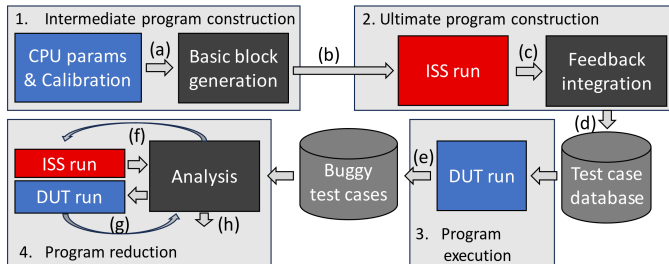 1. Intermediate program construction
CPU params
& Calibration
(a)
Basic block
generation
(b)
2. Ultimate program construction
ISS run
(c)
Feedback
integration
(d)
Test case
database
DUT run
3. Program
execution
(e)
Buggy
test cases
(f)
ISS run
DUT run
Analysis
(g)
(h)
4. Program reduction